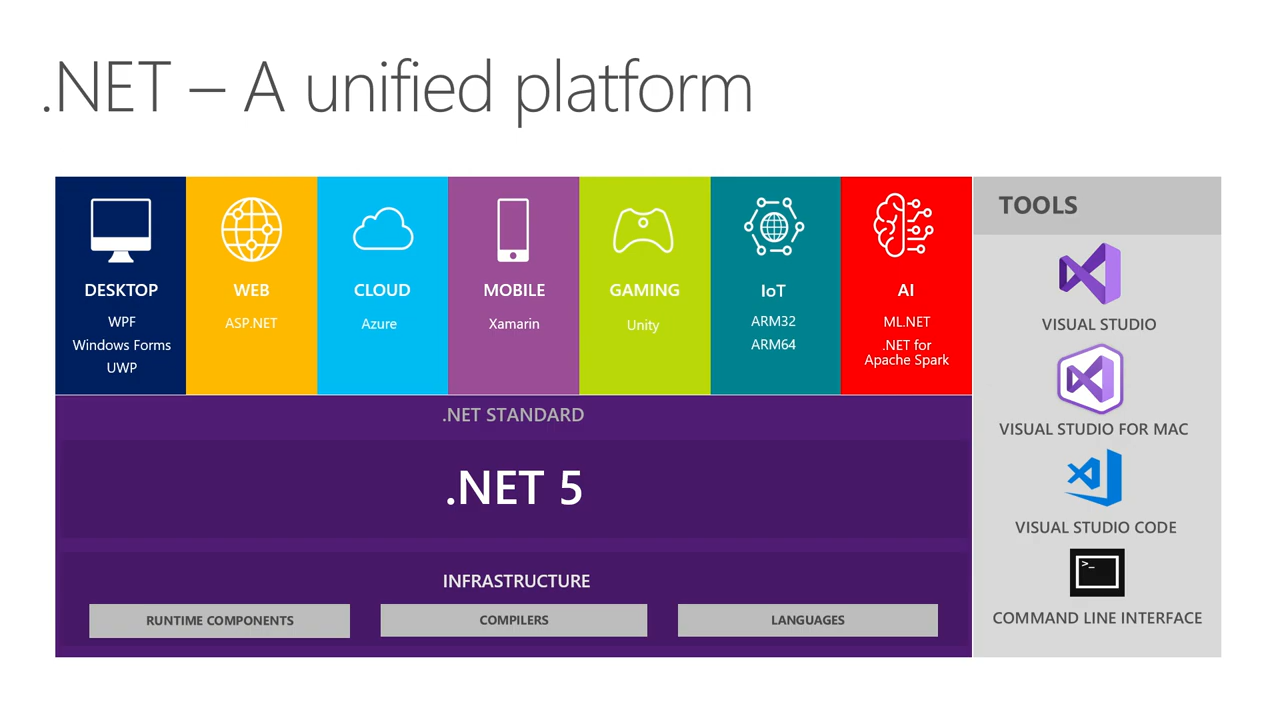 .NET – A unified platform
DESKTOP
WPF
Windows Forms
UWP
WEB
ASP.NET
CLOUD
Azure
MOBILE
Xamarin
GAMING
Unity
IoT
ARM32
ARM64
AI
ML.NET
.NET for
Apache Spark
.NET STANDARD
.NET 5
INFRASTRUCTURE
RUNTIME COMPONENTS
COMPILERS
LANGUAGES
TOOLS
VISUAL STUDIO
VISUAL STUDIO FOR MAC
VISUAL STUDIO CODE
>_
COMMAND LINE INTERFACE